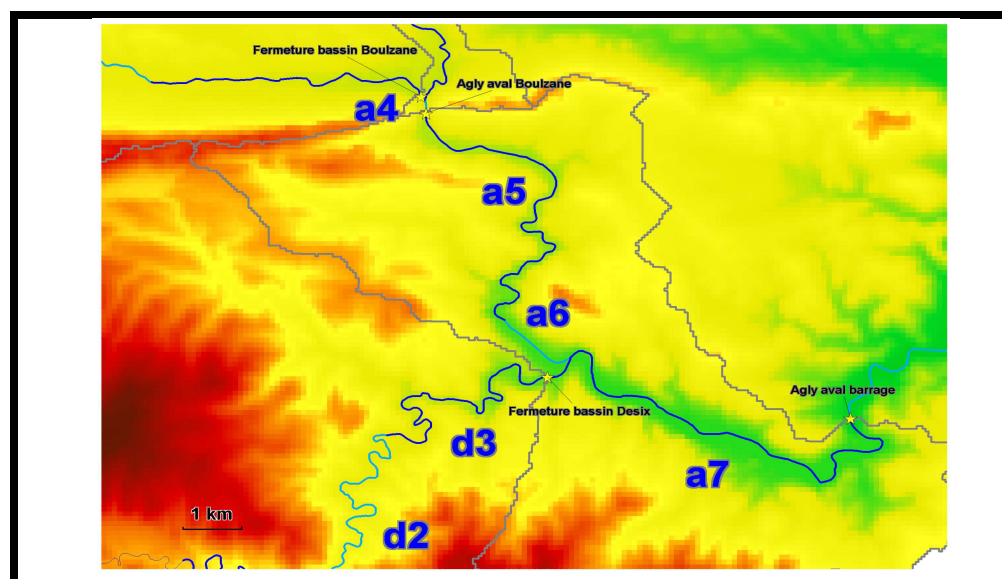 Fermeture bassin Boulzane
Agly aval Boulzane
a4
a5
a6
Agly aval barrage
Fermeture bassin Desix
d3
a7
1 km
d2